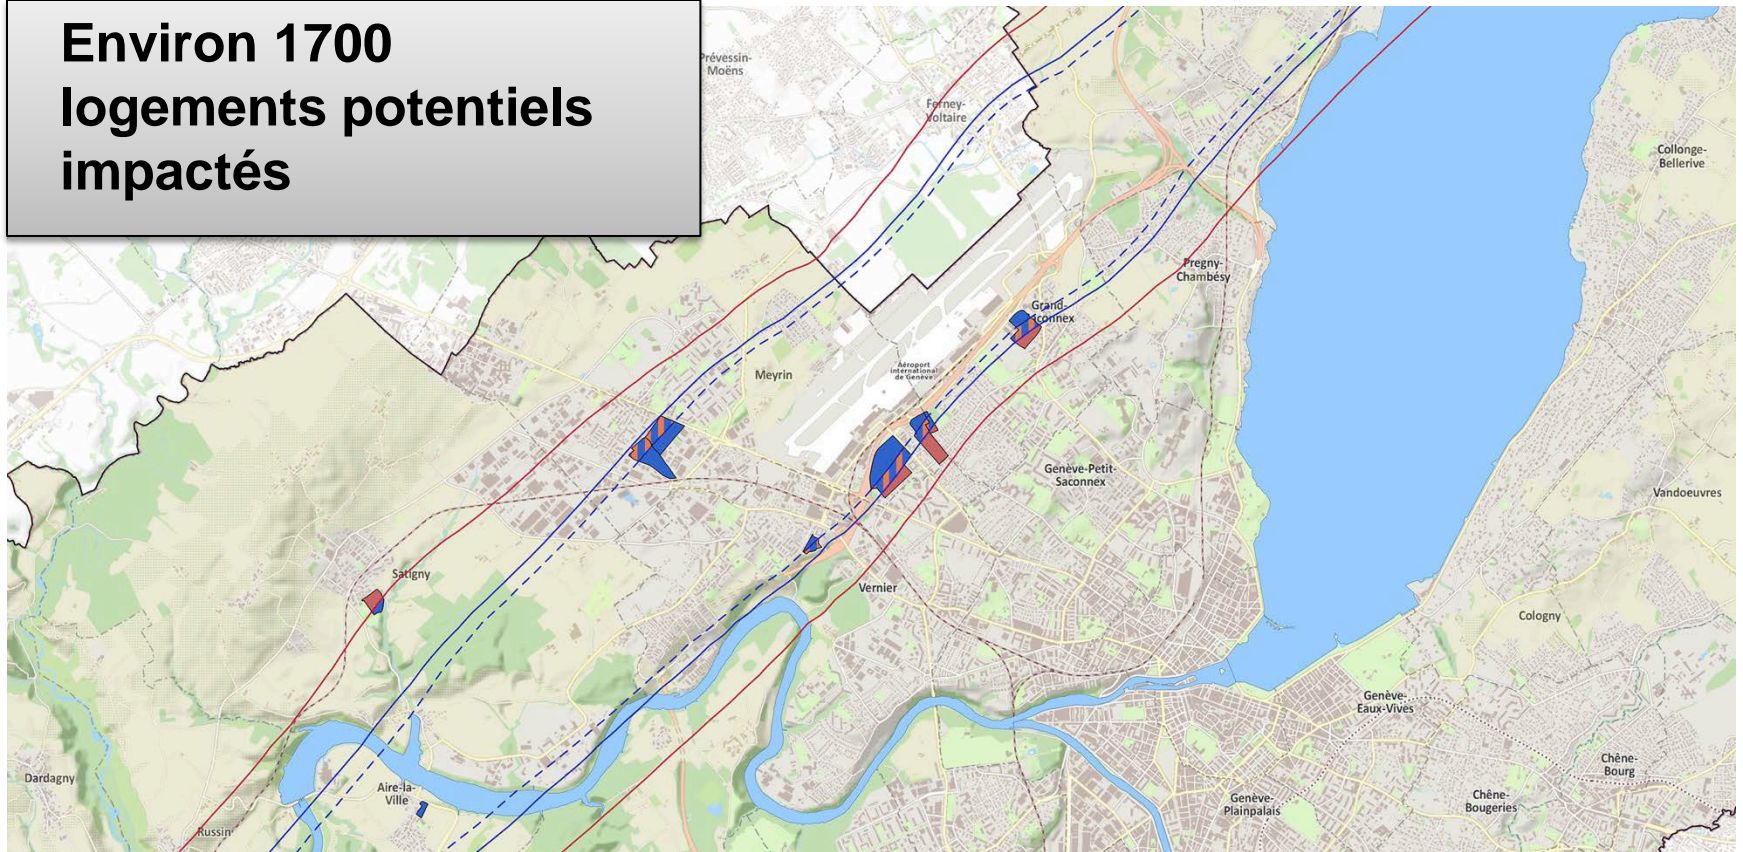 Environ 1700
logements potentiels
impactés
Prévessin-
Moëns
Ferney-
Voltaire
Collonge-
Bellerive
Pregny-
Chambésy
Grand-
Saconnex
Aéroport
international
de Genève
Meyrin
Genève-Petit-
Saconnex
Vandoeuvres
Satigny
Vernier
Cologny
Genève-
Eaux-Vives
Dardagny
Aire-la-
Ville
Chêne-
Bourg
Genève-
Plainpalais
Chêne-
Bougeries
Russin